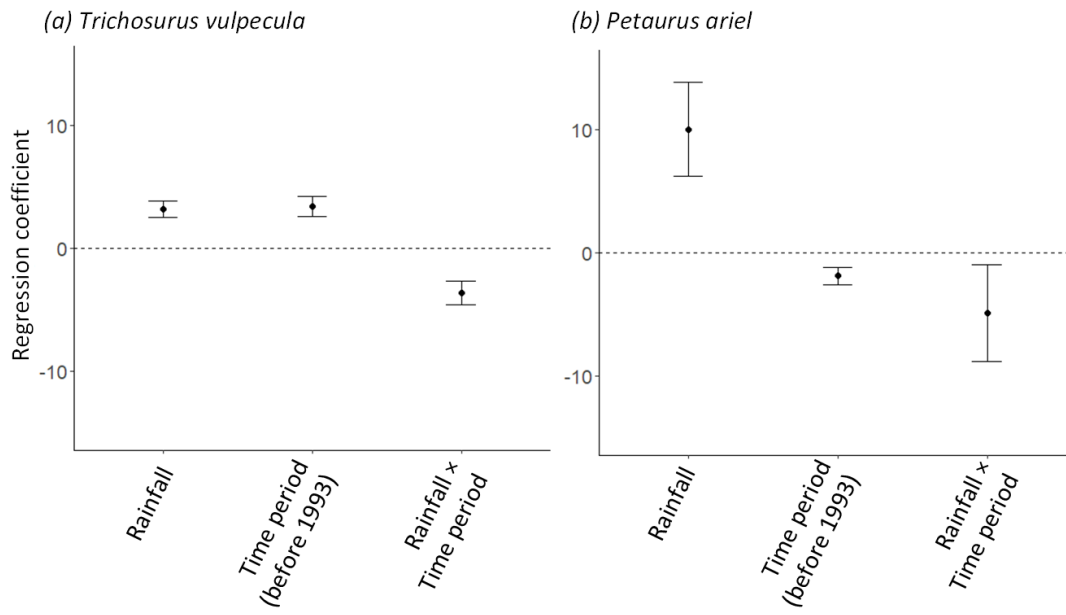 (a) Trichosurus vulpecula
(b) Petaurus ariel
Regression coefficient
10
0
-10
Rainfall
Time period
(before 1993)
Rainfall ×
Time period
10
0
-10
Rainfall
Time period
(before 1993)
Rainfall ×
Time period